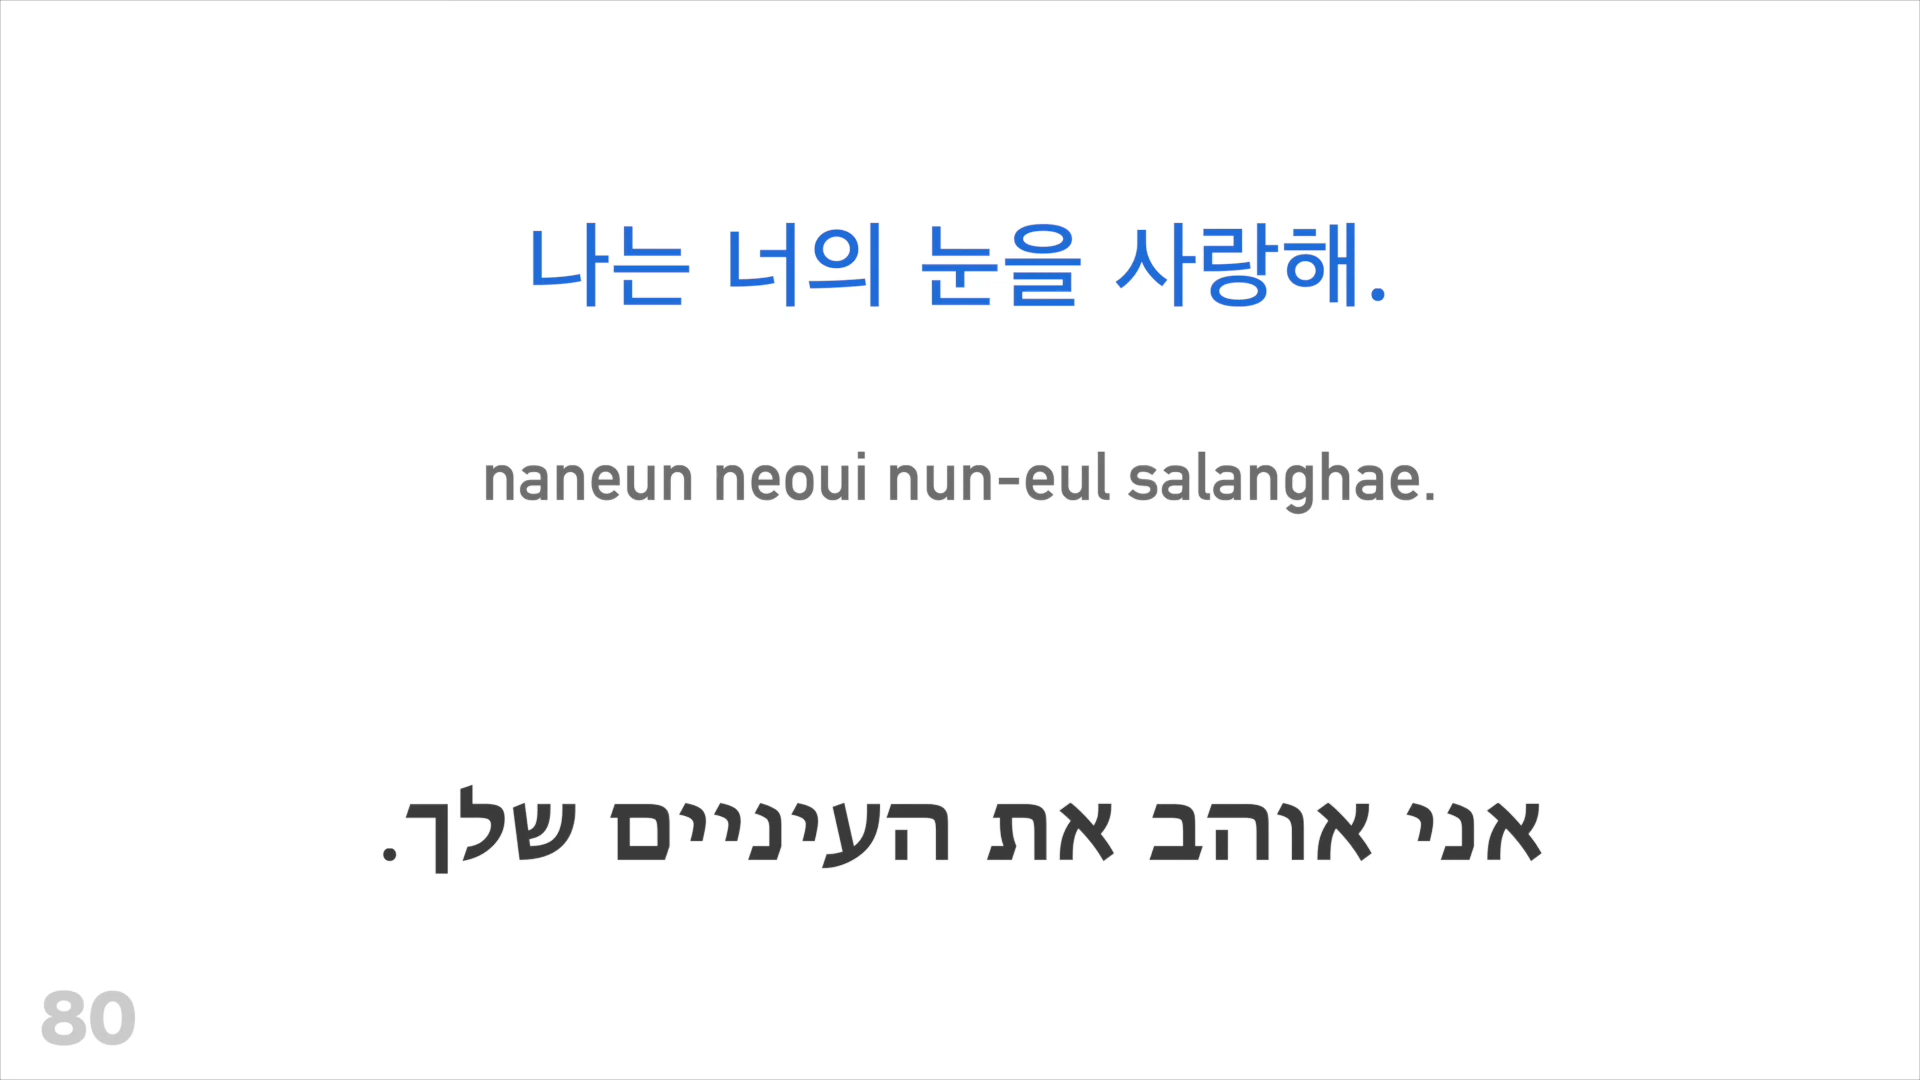 나는 너의 눈을 사랑해.
naneun neoui nun-eul salanghae.
אני אוהב את העיניים שלך.
80